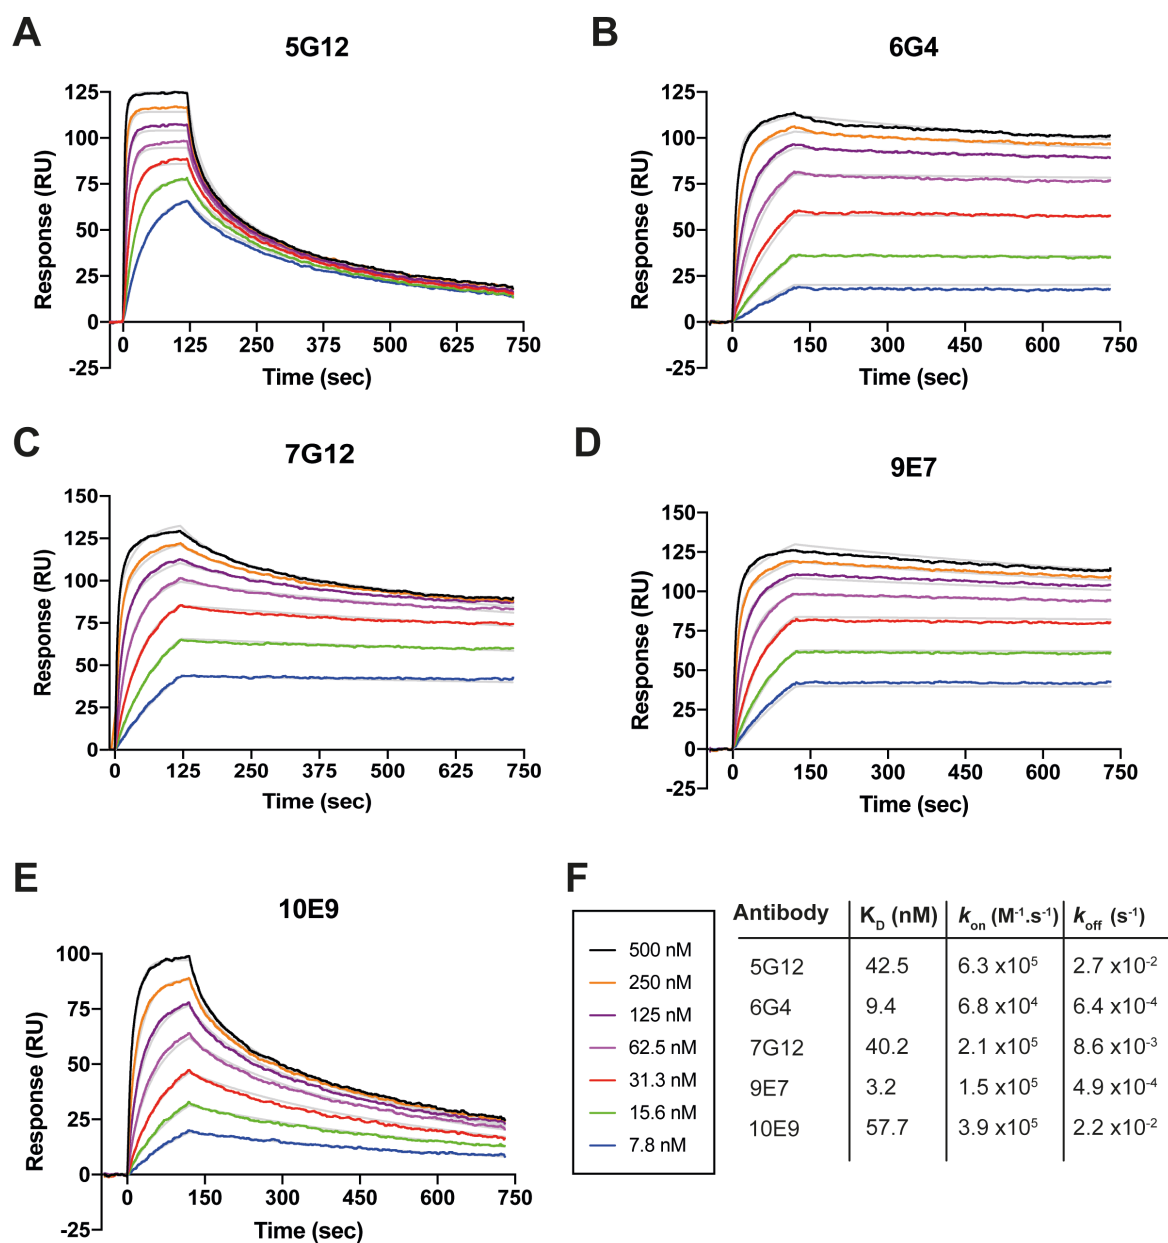 A
5G12
125
100
75
50
25
0
-25
Response (RU)
0 125 250 375 500 625 750
Time (sec)
B
6G4
125
100
75
50
25
0
-25
Response (RU)
0 150 300 450 600 750
Time (sec)
C
7G12
150
125
100
75
50
25
0
Response (RU)
0 125 250 375 500 625 750
Time (sec)
D
9E7
150
125
100
75
50
25
0
-25
Response (RU)
0 150 300 450 600 750
Time (sec)
E
10E9
100
75
50
25
0
-25
Response (RU)
0 150 300 450 600 750
Time (sec)
F
500 nM
250 nM
125 nM
62.5 nM
31.3 nM
15.6 nM
7.8 nM
Antibody K_D (nM) k_on (M⁻¹.s⁻¹) k_off (s⁻¹)
5G12 42.5 6.3 x10⁵ 2.7 x10⁻²
6G4 9.4 6.8 x10⁴ 6.4 x10⁻⁴
7G12 40.2 2.1 x10⁵ 8.6 x10⁻³
9E7 3.2 1.5 x10⁵ 4.9 x10⁻⁴
10E9 57.7 3.9 x10⁵ 2.2 x10⁻²